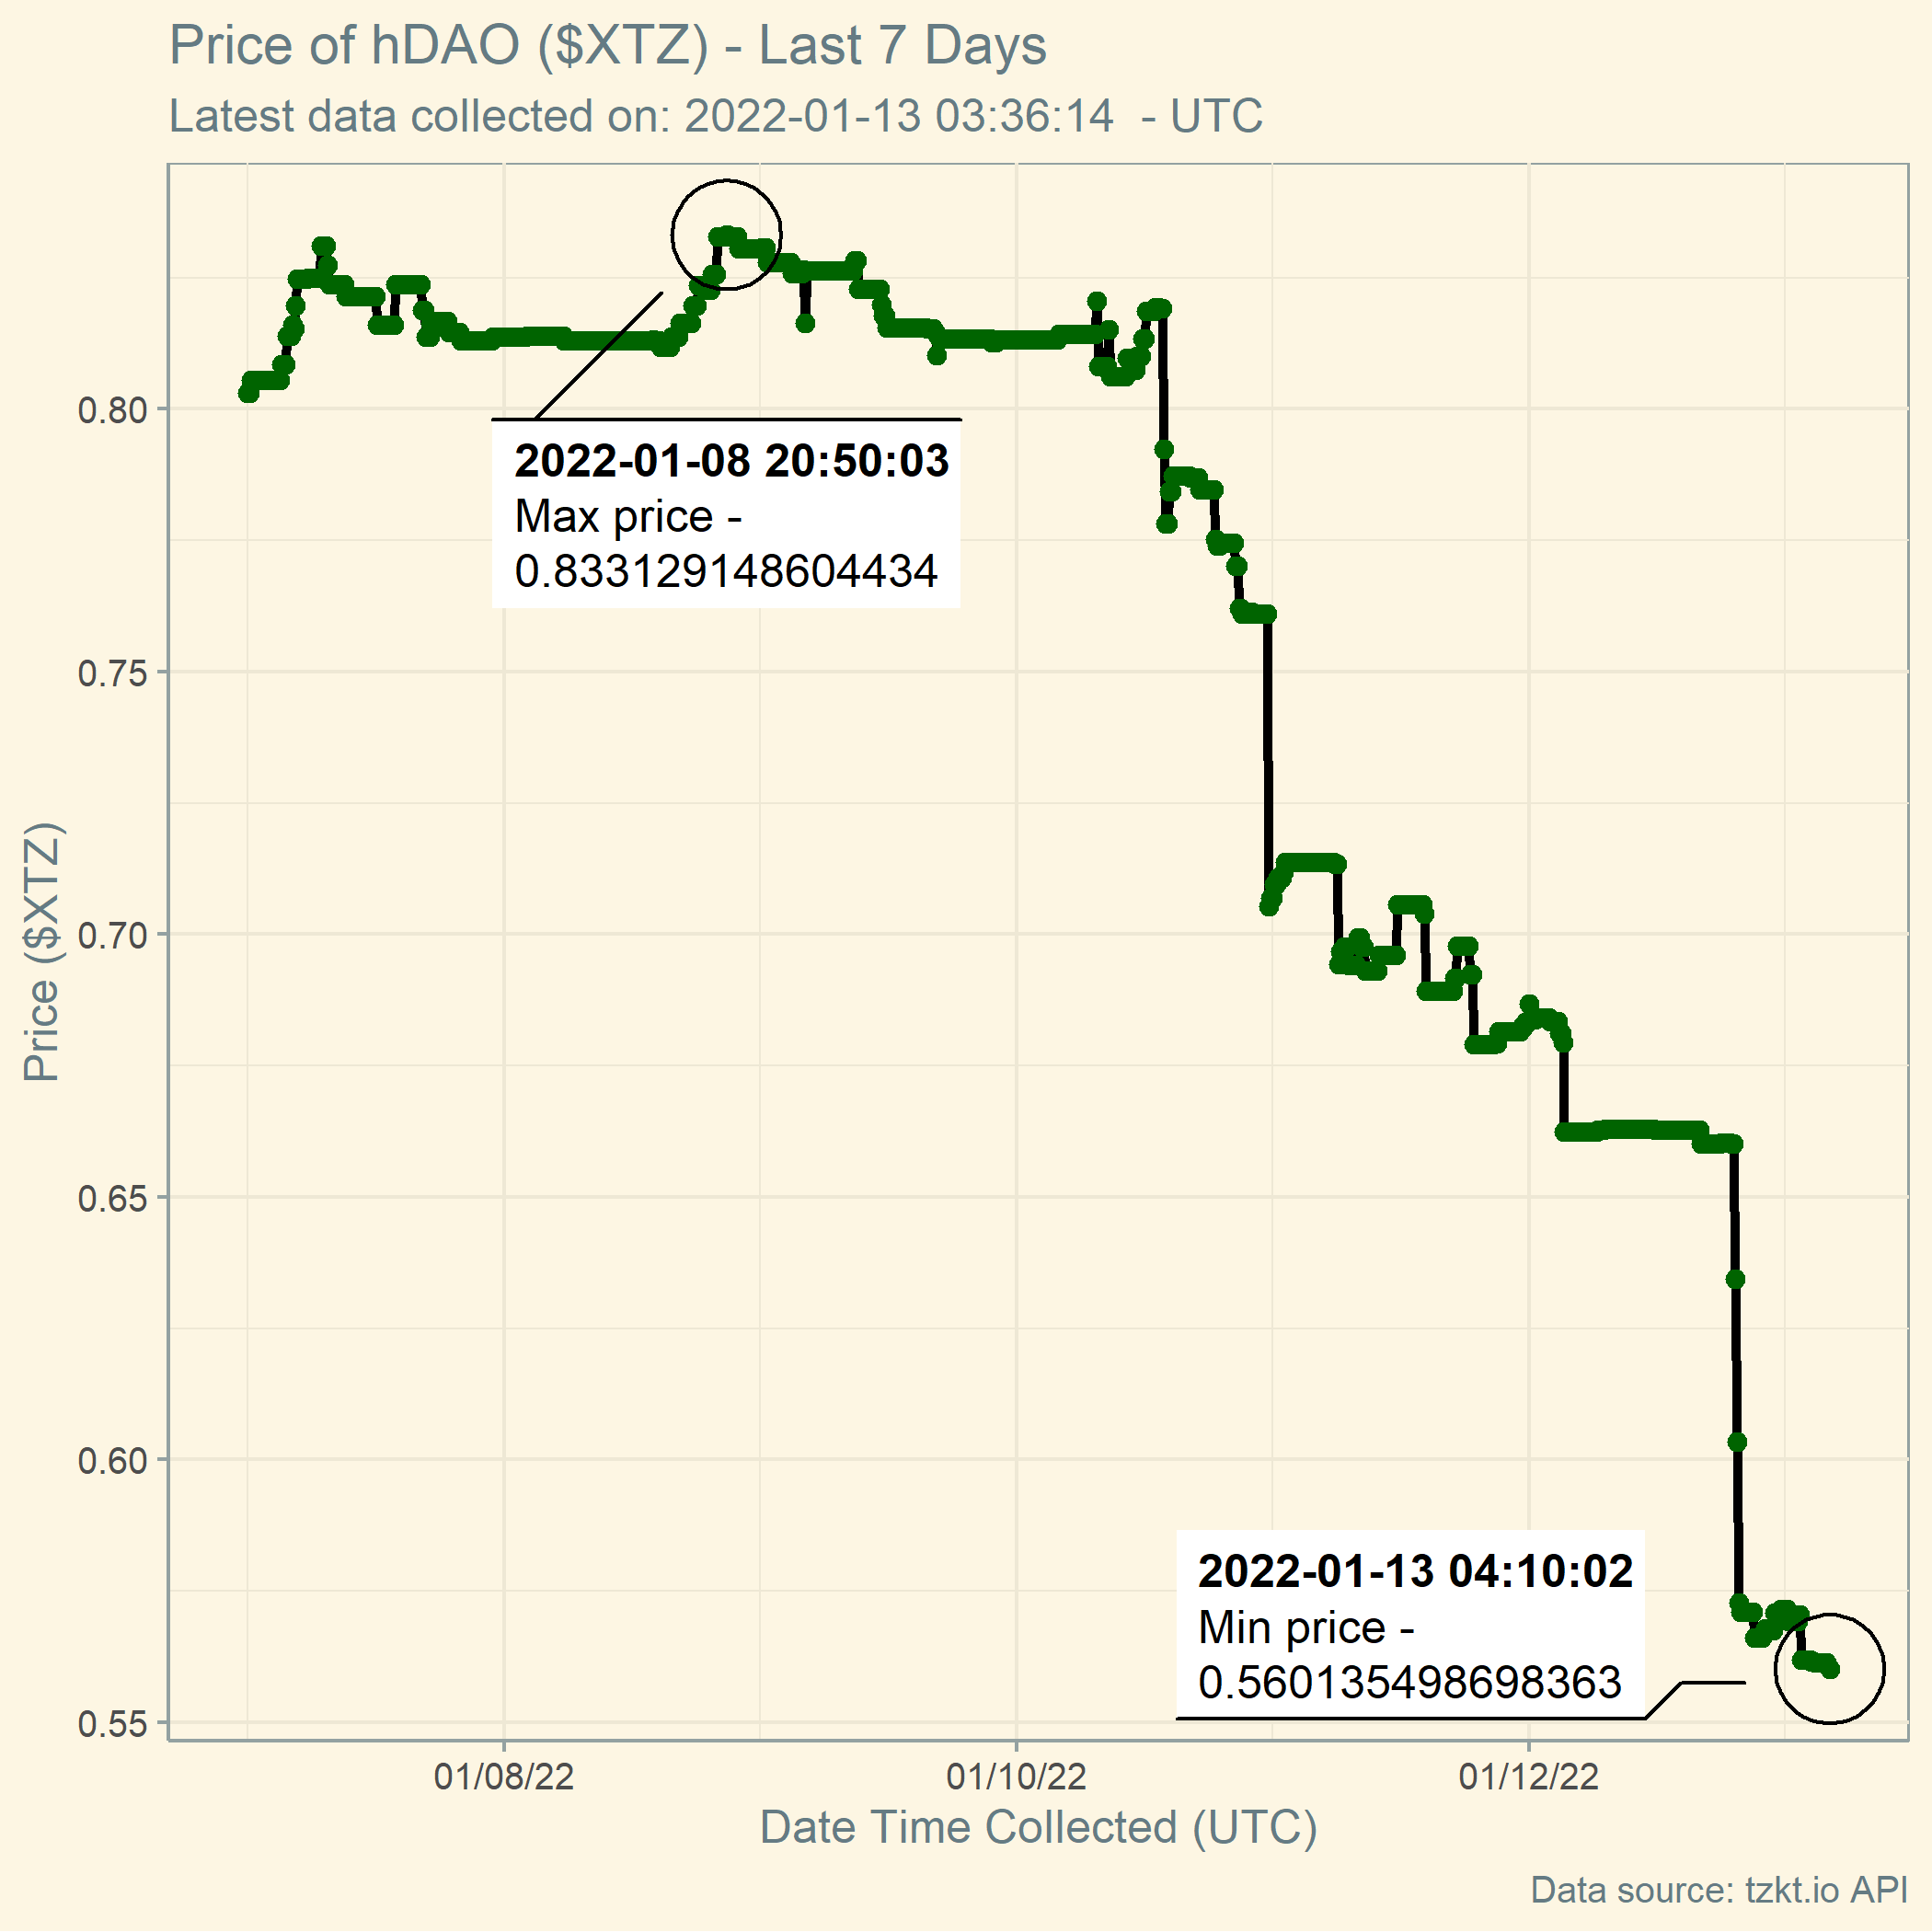 Price of hDAO ($XTZ) - Last 7 Days
Latest data collected on: 2022-01-13 03:36:14  - UTC
Price ($XTZ)
0.80
0.75
0.70
0.65
0.60
0.55
2022-01-08 20:50:03
Max price -
0.833129148604434
2022-01-13 04:10:02
Min price -
0.560135498698363
01/08/22
01/10/22
01/12/22
Date Time Collected (UTC)
Data source: tzkt.io API